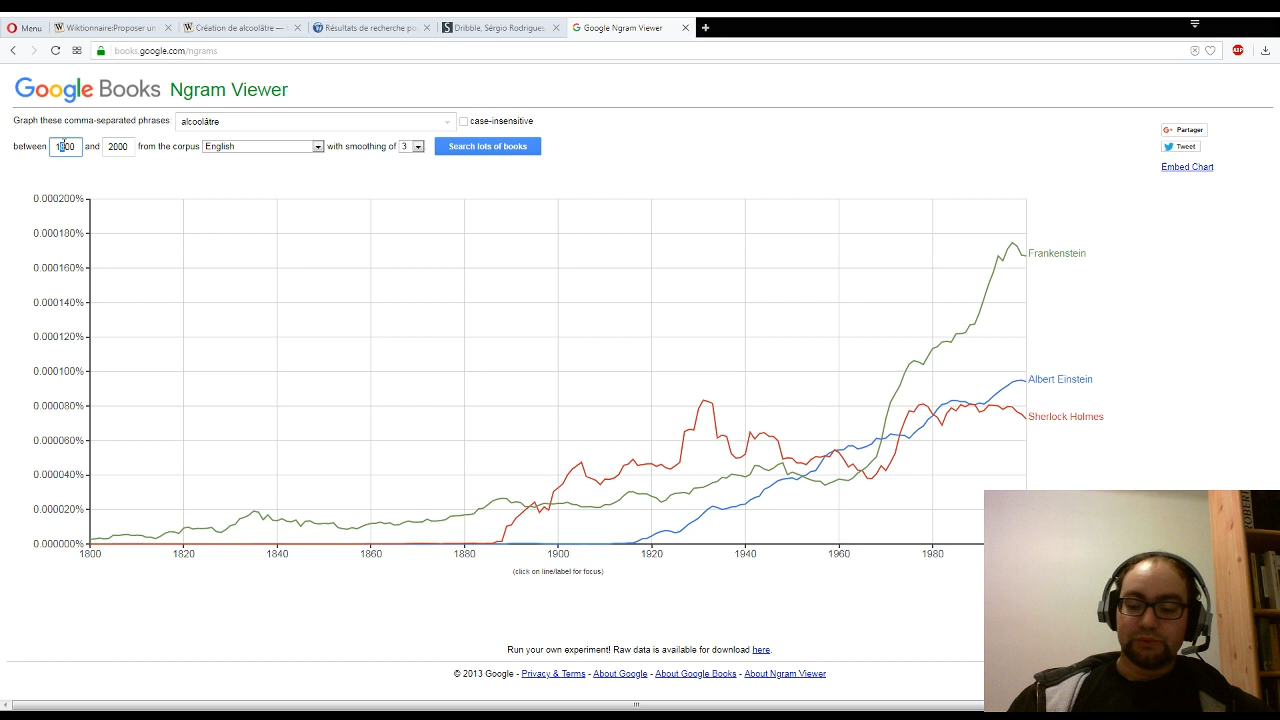 Menu
Wiktionnaire:Proposer un
Création de alcoolâtre —
Résultats de recherche po
Dribble, Sérgio Rodrigues
Google Ngram Viewer
books.google.com/ngrams
ABP
Google Books Ngram Viewer
Graph these comma-separated phrases: alcoolâtre case-insensitive
between 1800 and 2000 from the corpus English with smoothing of 3 Search lots of books
Partager
Tweet
Embed Chart
0.000200%
0.000180%
0.000160%
0.000140%
0.000120%
0.000100%
0.000080%
0.000060%
0.000040%
0.000020%
0.000000%
Frankenstein
Albert Einstein
Sherlock Holmes
1800 1820 1840 1860 1880 1900 1920 1940 1960 1980
(click on line/label for focus)
Run your own experiment! Raw data is available for download here.
© 2013 Google - Privacy & Terms - About Google - About Google Books - About Ngram Viewer